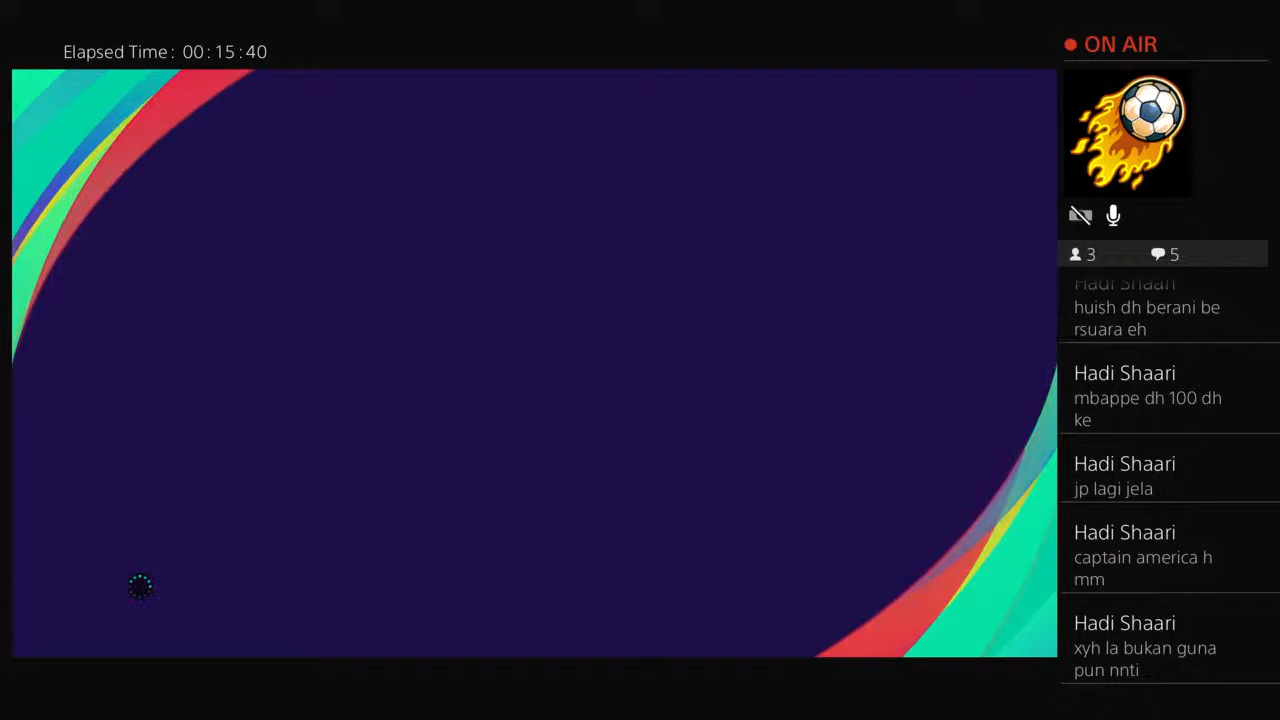 Elapsed Time: 00:15:40
ON AIR
3 5
Hadi Shaari
huish dh berani be
rsuara eh
Hadi Shaari
mbappe dh 100 dh
ke
Hadi Shaari
jp lagi jela
Hadi Shaari
captain america h
mm
Hadi Shaari
xyh la bukan guna
pun nnti